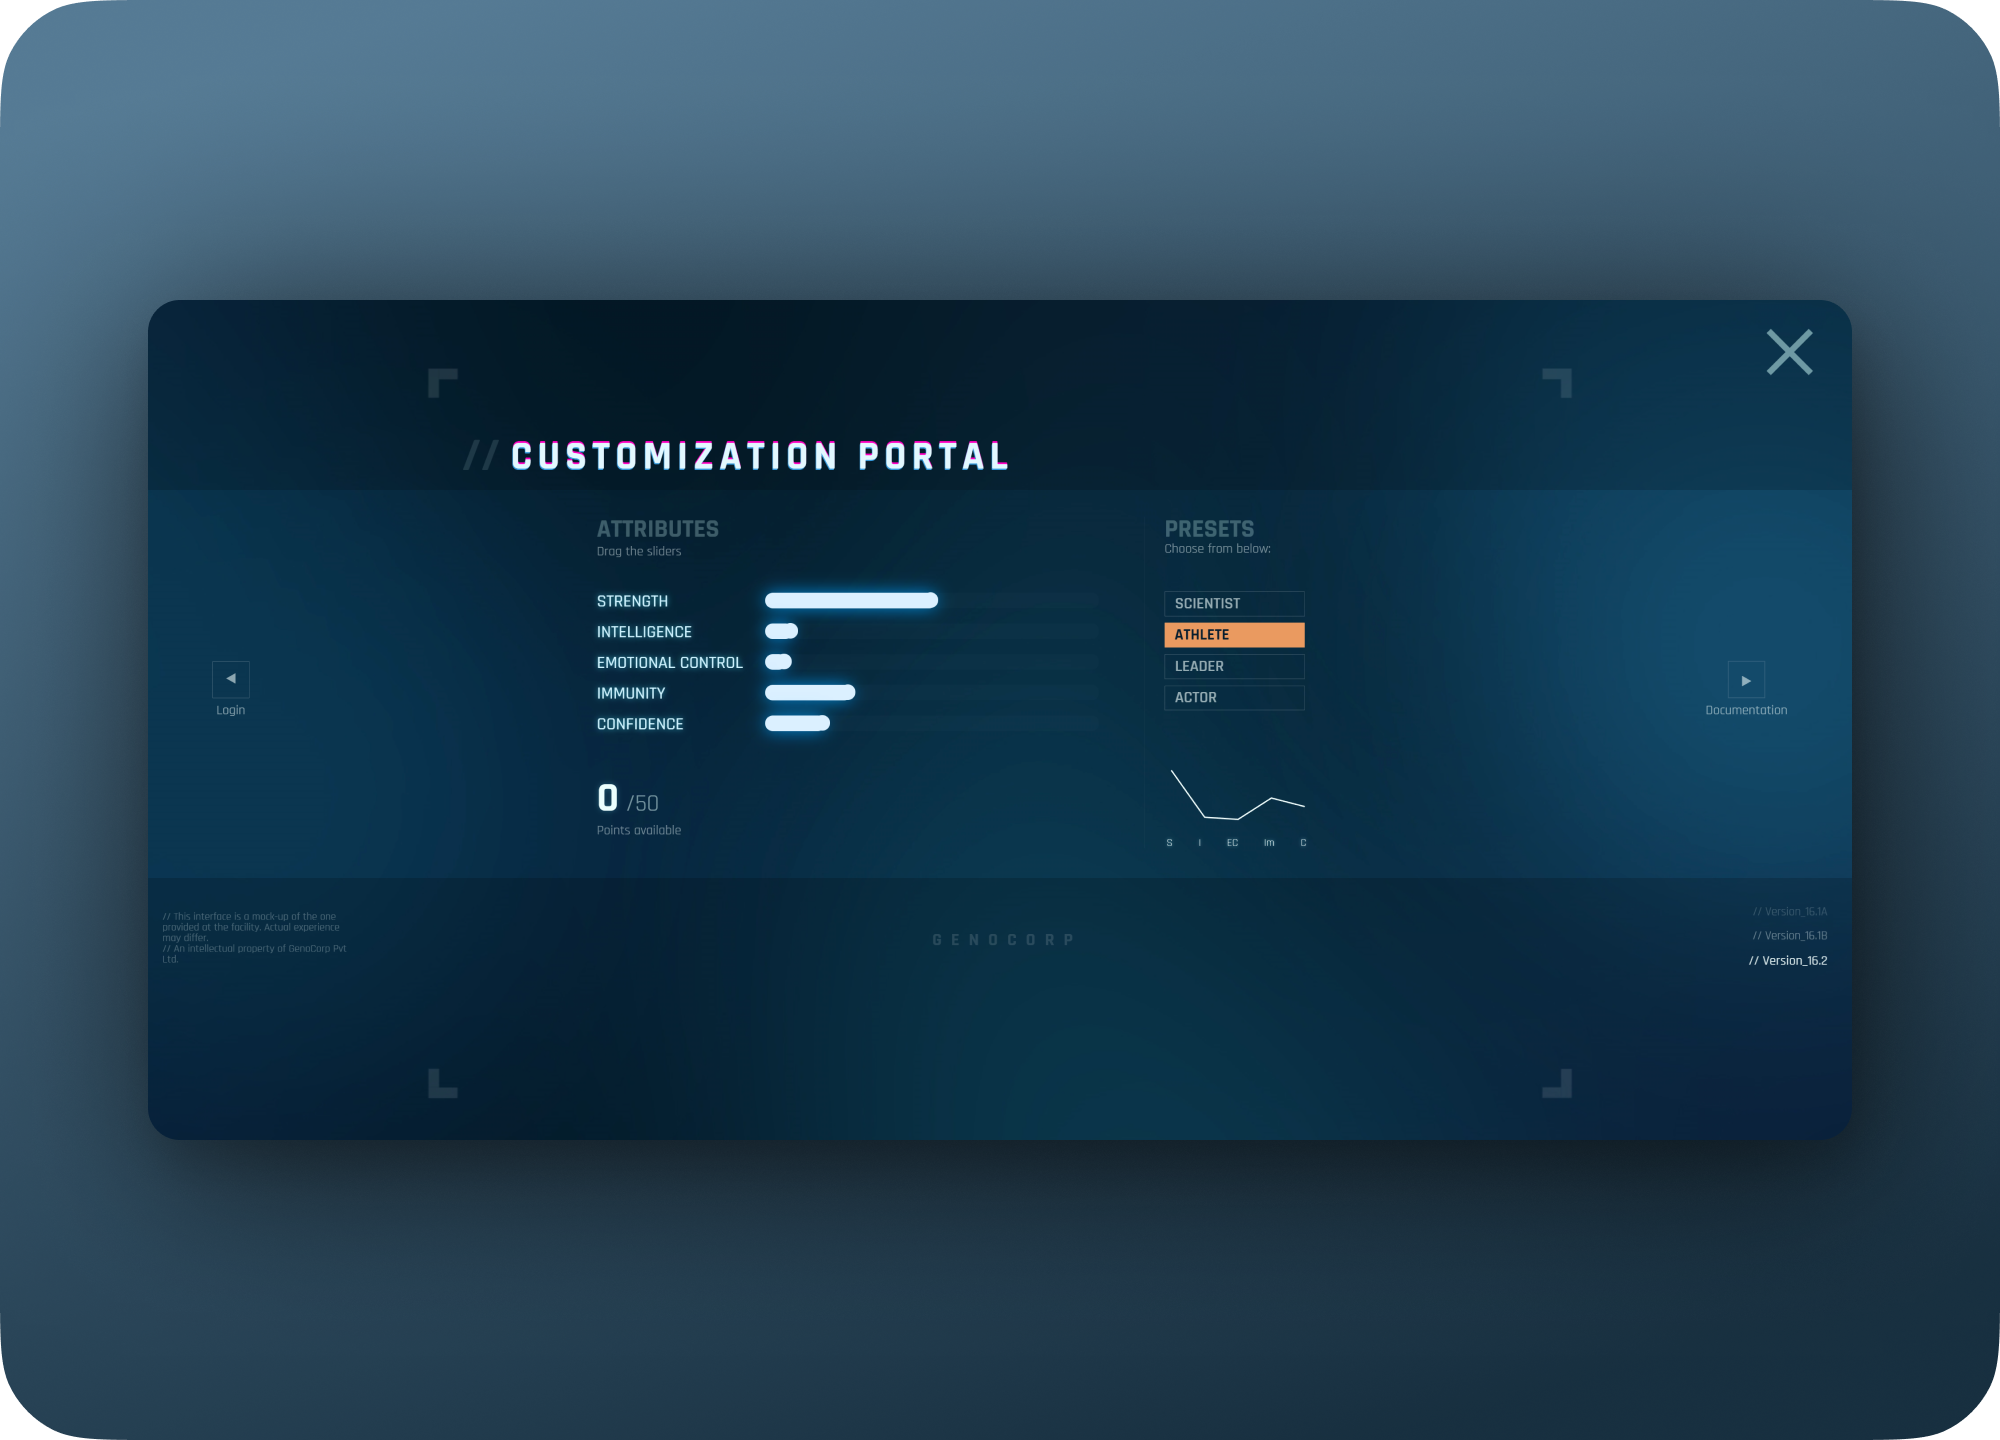 // CUSTOMIZATION PORTAL
ATTRIBUTES
Drag the sliders
STRENGTH
INTELLIGENCE
EMOTIONAL CONTROL
IMMUNITY
CONFIDENCE
0 /50
Points available
PRESETS
Choose from below:
SCIENTIST
ATHLETE
LEADER
ACTOR
S I EC Im C
Login
Documentation
// This interface is a mock-up of the one
provided at the facility. Actual experience
may differ.
// An intellectual property of GenoCorp Pvt
Ltd.
GENOCORP
// Version_16.1A
// Version_16.1B
// Version_16.2